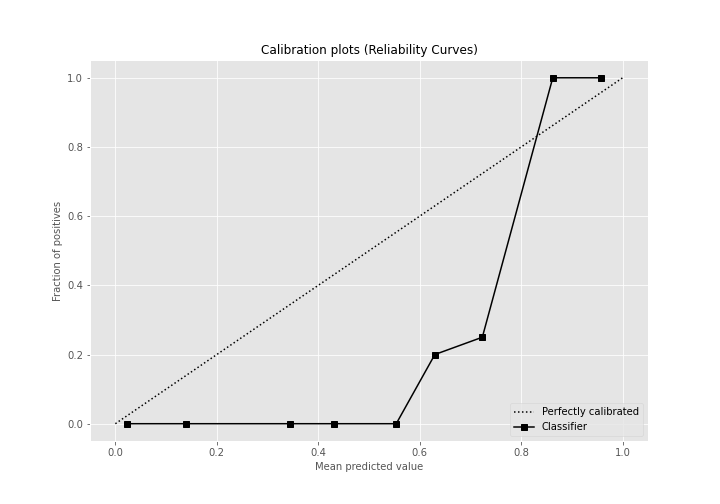 Calibration plots (Reliability Curves)
Fraction of positives
1.0
0.8
0.6
0.4
0.2
0.0
0.0 0.2 0.4 0.6 0.8 1.0
Mean predicted value
Perfectly calibrated
Classifier